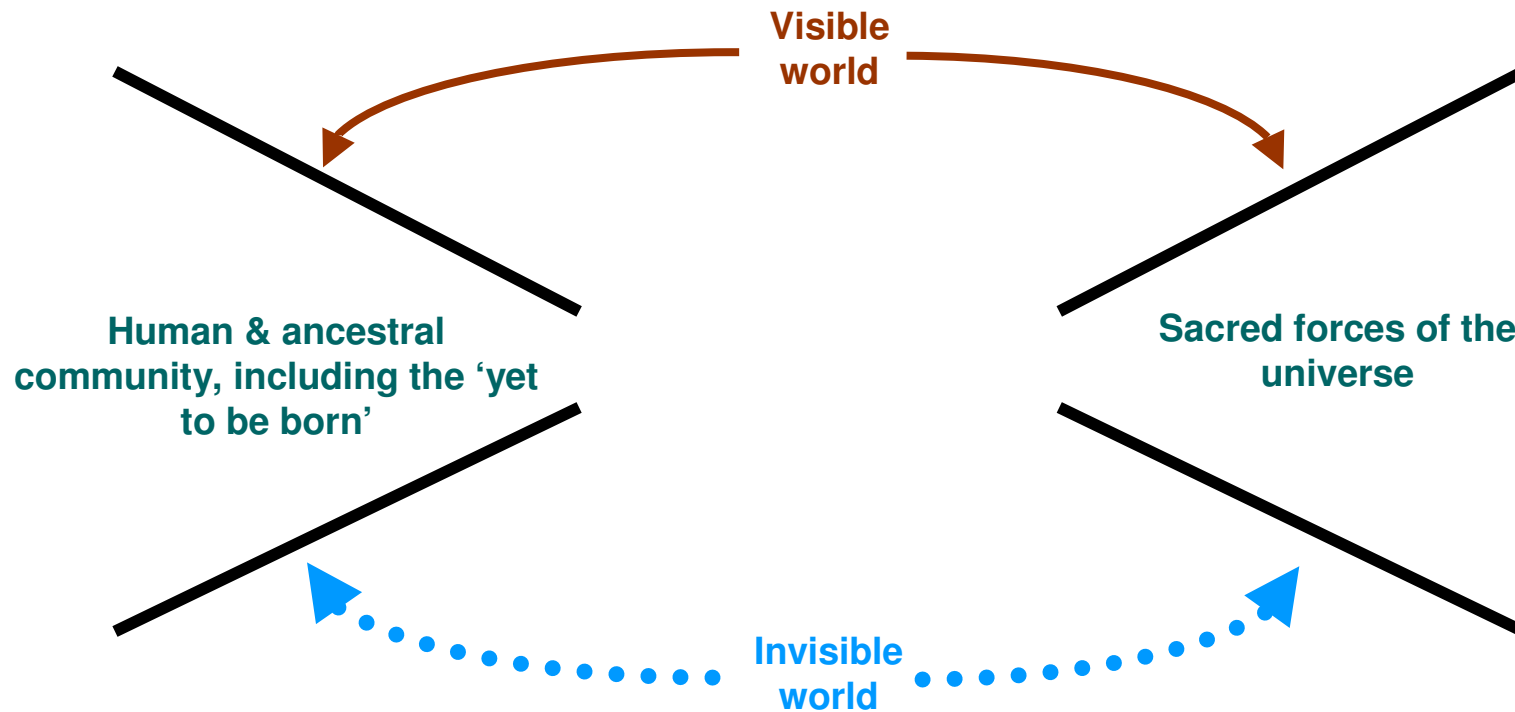 Visible
world
Human & ancestral
community, including the ‘yet
to be born’
Sacred forces of the
universe
Invisible
world